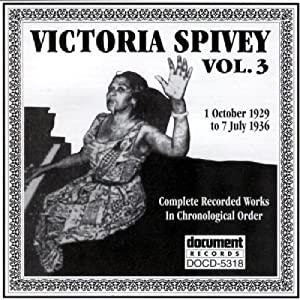 VICTORIA SPIVEY
VOL. 3
1 October 1929
to 7 July 1936
Complete Recorded Works
In Chronological Order
document
RECORDS
DOCD-5318